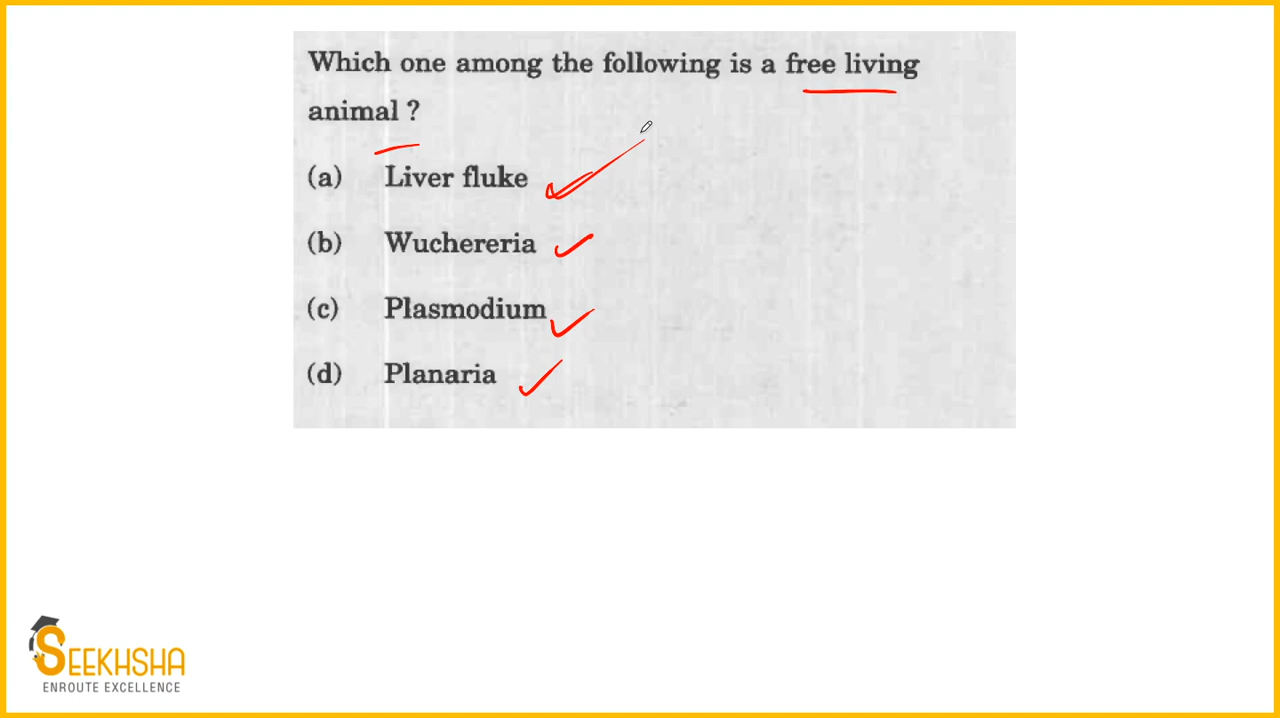 Which one among the following is a free living
animal ?
(a) Liver fluke
(b) Wuchereria
(c) Plasmodium
(d) Planaria
SEEKHSHA
ENROUTE EXCELLENCE